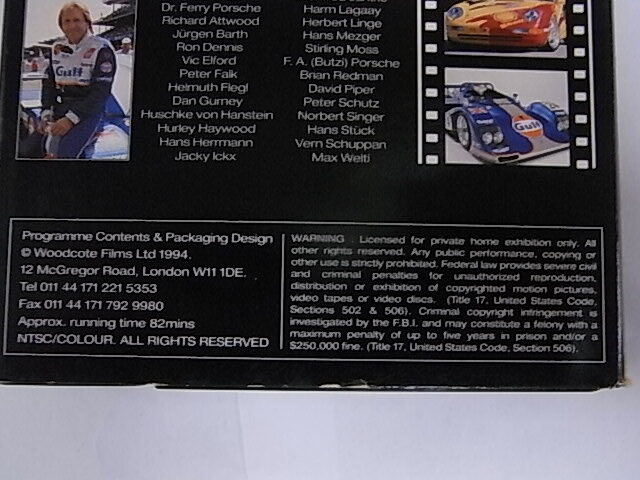 Dr. Ferry Porsche
Richard Attwood
Jürgen Barth
Ron Dennis
Vic Elford
Peter Falk
Helmuth Flegl
Dan Gurney
Huschke von Hanstein
Hurley Haywood
Hans Herrmann
Jacky Ickx
Harm Lagaay
Herbert Linge
Hans Mezger
Stirling Moss
F. A. (Butzi) Porsche
Brian Redman
David Piper
Peter Schutz
Norbert Singer
Hans Stück
Vern Schuppan
Max Welti
Gulf
Gulf
Programme Contents & Packaging Design
© Woodcote Films Ltd 1994.
12 McGregor Road, London W11 1DE.
Tel 011 44 171 221 5353
Fax 011 44 171 792 9980
Approx. running time 82mins
NTSC/COLOUR. ALL RIGHTS RESERVED
WARNING . Licensed for private home exhibition only. All
other rights reserved. Any public performance, copying or
other use is strictly prohibited. Federal law provides severe civil
and criminal penalties for unauthorized reproduction,
distribution or exhibition of copyrighted motion pictures,
video tapes or video discs. (Title 17, United States Code,
Sections 502 & 506). Criminal copyright infringement is
investigated by the F.B.I. and may constitute a felony with a
maximum penalty of up to five years in prison and/or a
$250,000 fine. (Title 17, United States Code, Section 506).